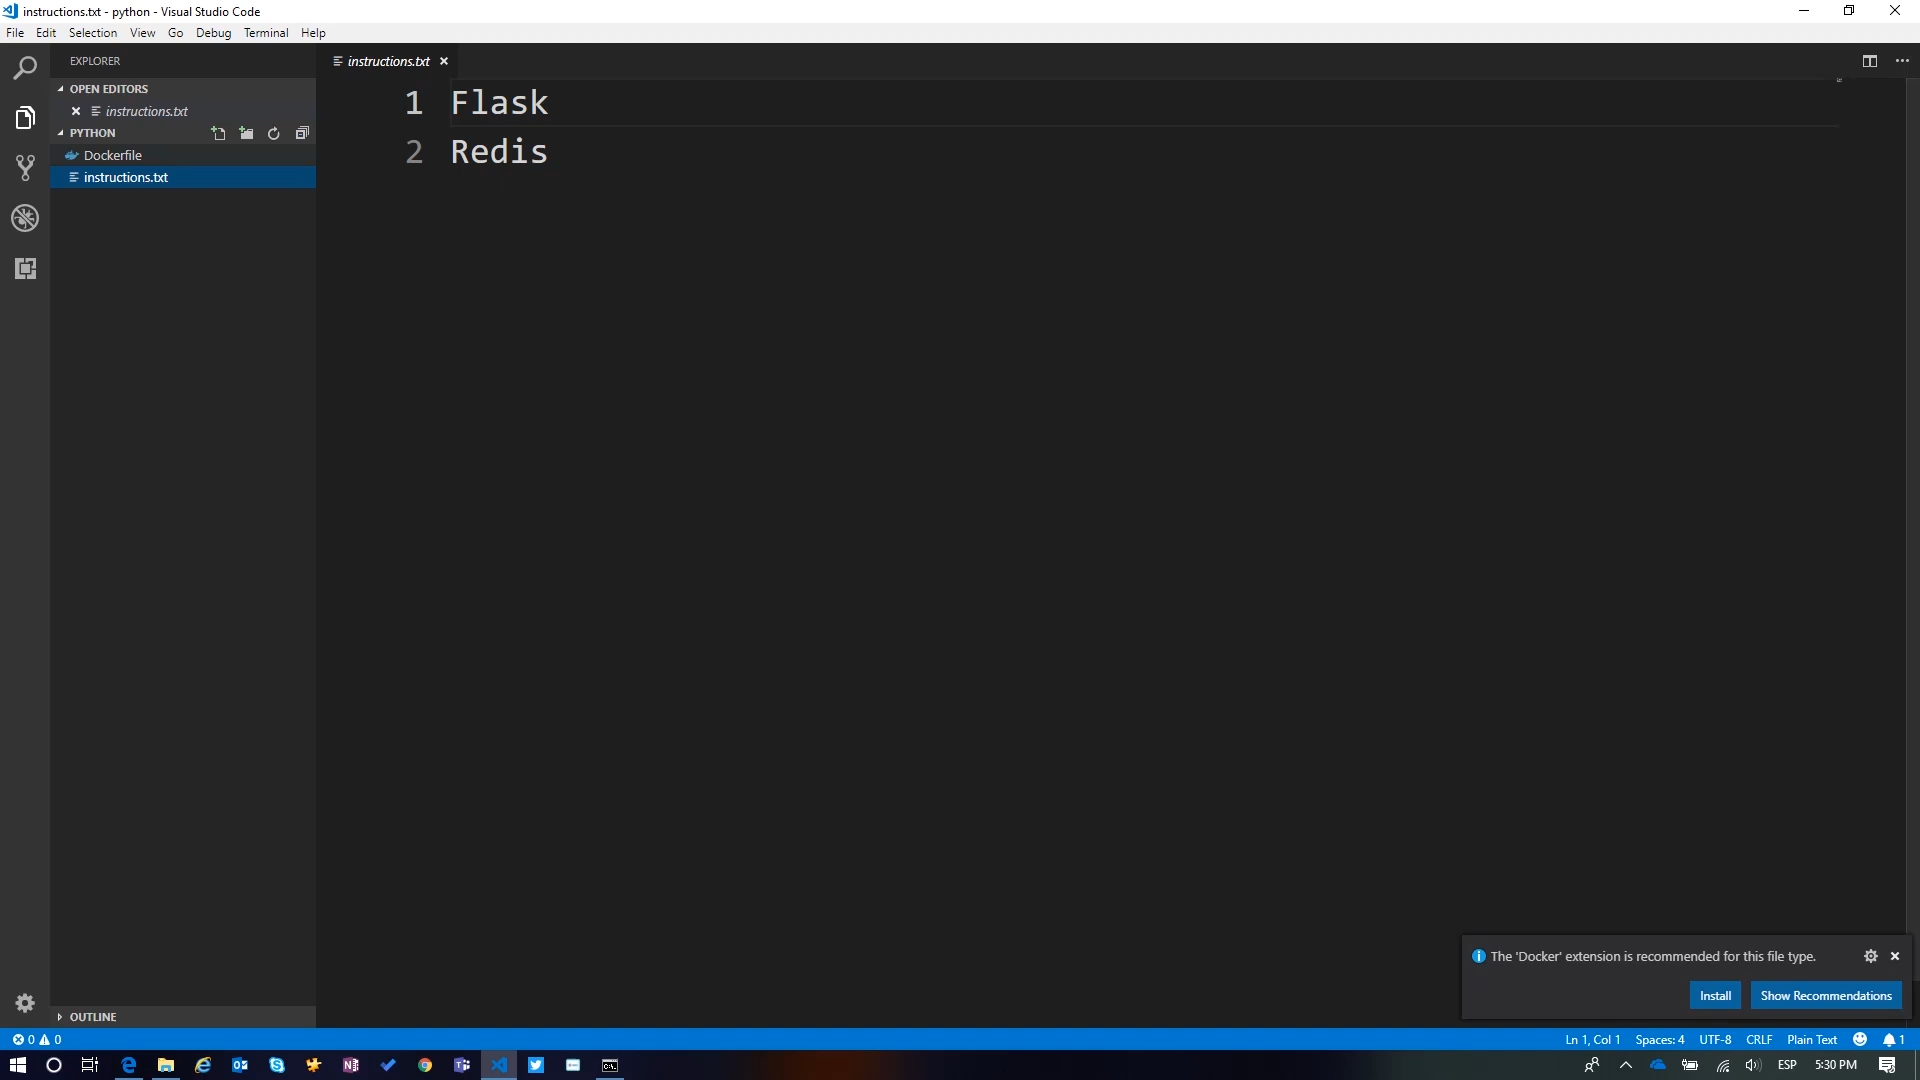 instructions.txt - python - Visual Studio Code
File Edit Selection View Go Debug Terminal Help
EXPLORER
instructions.txt
OPEN EDITORS
instructions.txt
PYTHON
Dockerfile
instructions.txt
1 Flask
2 Redis
The 'Docker' extension is recommended for this file type.
Install Show Recommendations
OUTLINE
0 0 Ln 1, Col 1 Spaces: 4 UTF-8 CRLF Plain Text 1
ESP 5:30 PM